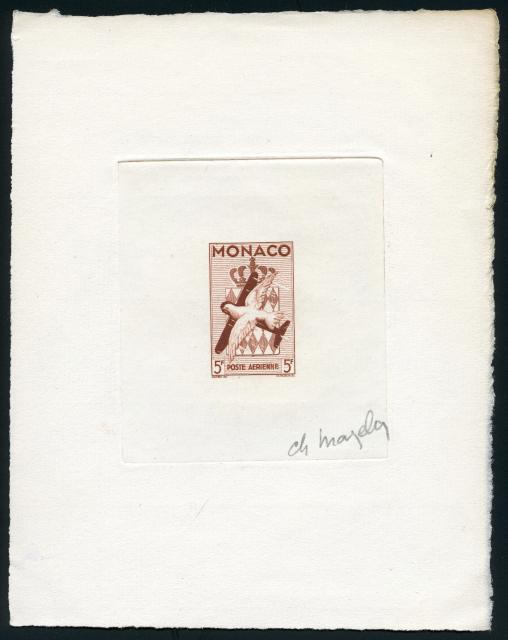 MONACO
5F POSTE AERIENNE 5F
ch Mazelin